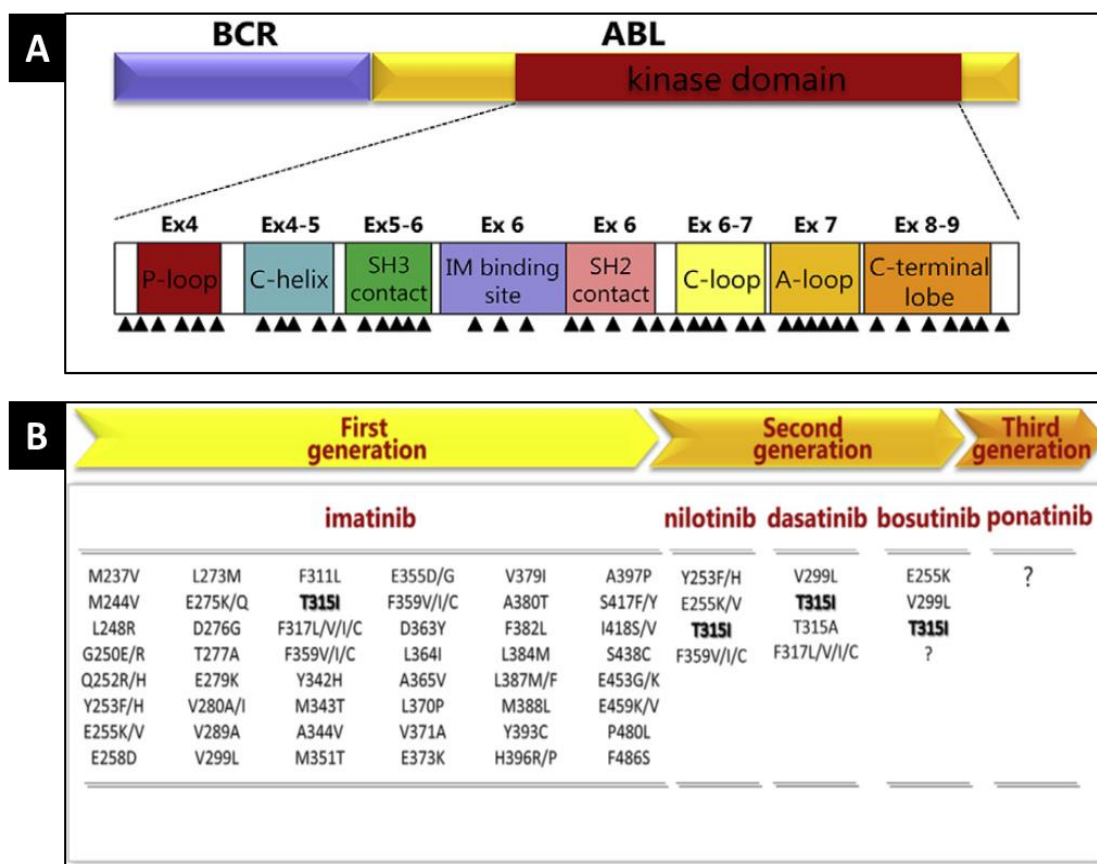 A
BCR ABL
kinase domain
Ex4 Ex4-5 Ex5-6 Ex 6 Ex 6 Ex 6-7 Ex 7 Ex 8-9
P-loop
C-helix
SH3
contact
IM binding
site
SH2
contact
C-loop
A-loop
C-terminal
lobe
B
First
generation
Second
generation
Third
generation
imatinib nilotinib dasatinib bosutinib ponatinib
M237V L273M F311L E355D/G V379I A397P Y253F/H V299L E255K ?
M244V E275K/Q T315I F359V/I/C A380T S417F/Y E255K/V T315I V299L
L248R D276G F317L/V/I/C D363Y F382L I418S/V T315I T315A T315I
G250E/R T277A F359V/I/C L364I L384M S438C F359V/I/C F317L/V/I/C ?
Q252R/H E279K Y342H A365V L387M/F E453G/K
Y253F/H V280A/I M343T L370P M388L E459K/V
E255K/V V289A A344V V371A Y393C P480L
E258D V299L M351T E373K H396R/P F486S